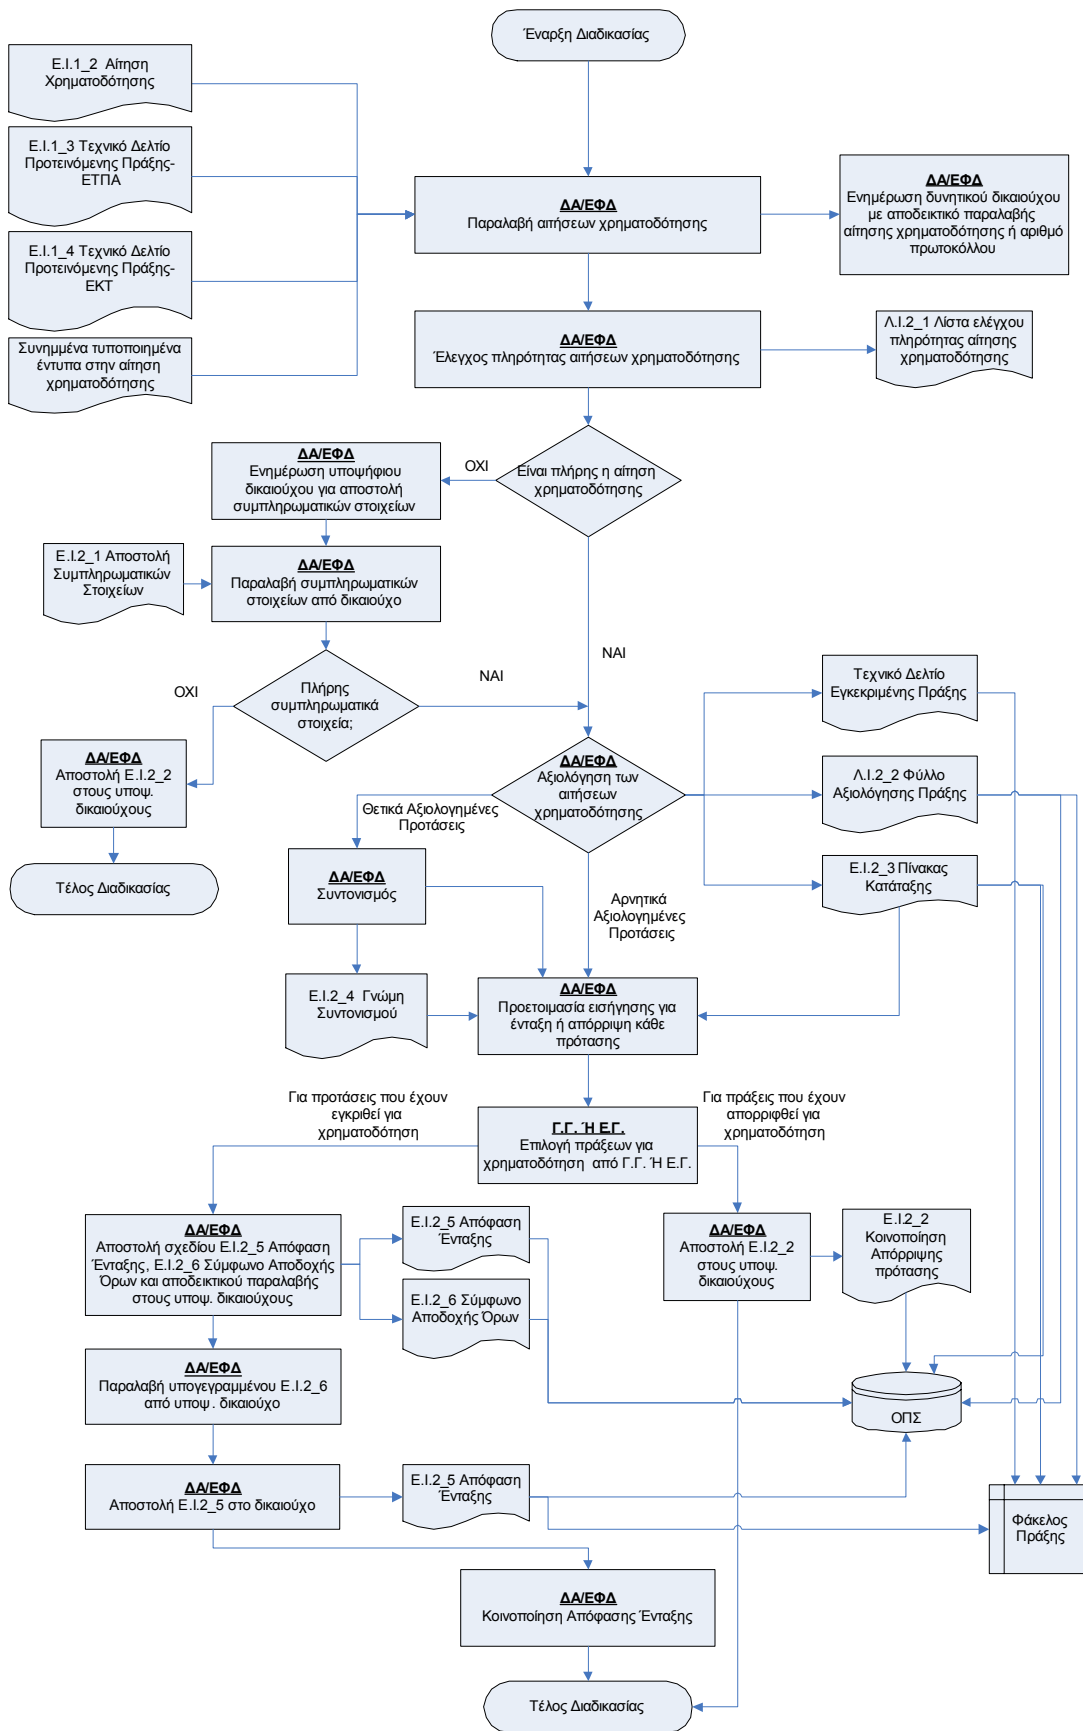 Έναρξη Διαδικασίας
Ε.Ι.1_2 Αίτηση
Χρηματοδότησης
Ε.Ι.1_3 Τεχνικό Δελτίο
Προτεινόμενης Πράξης-
ΕΤΠΑ
Ε.Ι.1_4 Τεχνικό Δελτίο
Προτεινόμενης Πράξης-
ΕΚΤ
Συνημμένα τυποποιημένα
έντυπα στην αίτηση
χρηματοδότησης
ΔΑ/ΕΦΔ
Παραλαβή αιτήσεων χρηματοδότησης
ΔΑ/ΕΦΔ
Ενημέρωση δυνητικού δικαιούχου
με αποδεικτικό παραλαβής
αίτησης χρηματοδότησης ή αριθμό
πρωτοκόλλου
ΔΑ/ΕΦΔ
Έλεγχος πληρότητας αιτήσεων χρηματοδότησης
Λ.Ι.2_1 Λίστα ελέγχου
πληρότητας αίτησης
χρηματοδότησης
Είναι πλήρης η αίτηση
χρηματοδότησης
ΟΧΙ
ΔΑ/ΕΦΔ
Ενημέρωση υποψήφιου
δικαιούχου για αποστολή
συμπληρωματικών στοιχείων
Ε.Ι.2_1 Αποστολή
Συμπληρωματικών
Στοιχείων
ΔΑ/ΕΦΔ
Παραλαβή συμπληρωματικών
στοιχείων από δικαιούχο
ΝΑΙ
Πλήρης
συμπληρωματικά
στοιχεία;
ΝΑΙ
ΟΧΙ
ΔΑ/ΕΦΔ
Αποστολή Ε.Ι.2_2
στους υποψ.
δικαιούχους
Τέλος Διαδικασίας
ΔΑ/ΕΦΔ
Αξιολόγηση των
αιτήσεων
χρηματοδότησης
Τεχνικό Δελτίο
Εγκεκριμένης Πράξης
Λ.Ι.2_2 Φύλλο
Αξιολόγησης Πράξης
Ε.Ι.2_3 Πίνακας
Κατάταξης
Θετικά Αξιολογημένες
Προτάσεις
ΔΑ/ΕΦΔ
Συντονισμός
Αρνητικά
Αξιολογημένες
Προτάσεις
Ε.Ι.2_4 Γνώμη
Συντονισμού
ΔΑ/ΕΦΔ
Προετοιμασία εισήγησης για
ένταξη ή απόρριψη κάθε
πρότασης
Για προτάσεις που έχουν
εγκριθεί για
χρηματοδότηση
Για πράξεις που έχουν
απορριφθεί για
χρηματοδότηση
Γ.Γ. Ή Ε.Γ.
Επιλογή πράξεων για
χρηματοδότηση από Γ.Γ. Ή Ε.Γ.
ΔΑ/ΕΦΔ
Αποστολή σχεδίου Ε.Ι.2_5 Απόφαση
Ένταξης, Ε.Ι.2_6 Σύμφωνο Αποδοχής
Όρων και αποδεικτικού παραλαβής
στους υποψ. δικαιούχους
Ε.Ι.2_5 Απόφαση
Ένταξης
Ε.Ι.2_6 Σύμφωνο
Αποδοχής Όρων
ΔΑ/ΕΦΔ
Αποστολή Ε.Ι.2_2
στους υποψ.
δικαιούχους
Ε.Ι.2_2
Κοινοποίηση
Απόρριψης
πρότασης
ΔΑ/ΕΦΔ
Παραλαβή υπογεγραμμένου Ε.Ι.2_6
από υποψ. δικαιούχο
ΟΠΣ
ΔΑ/ΕΦΔ
Αποστολή Ε.Ι.2_5 στο δικαιούχο
Ε.Ι.2_5 Απόφαση
Ένταξης
Φάκελος
Πράξης
ΔΑ/ΕΦΔ
Κοινοποίηση Απόφασης Ένταξης
Τέλος Διαδικασίας